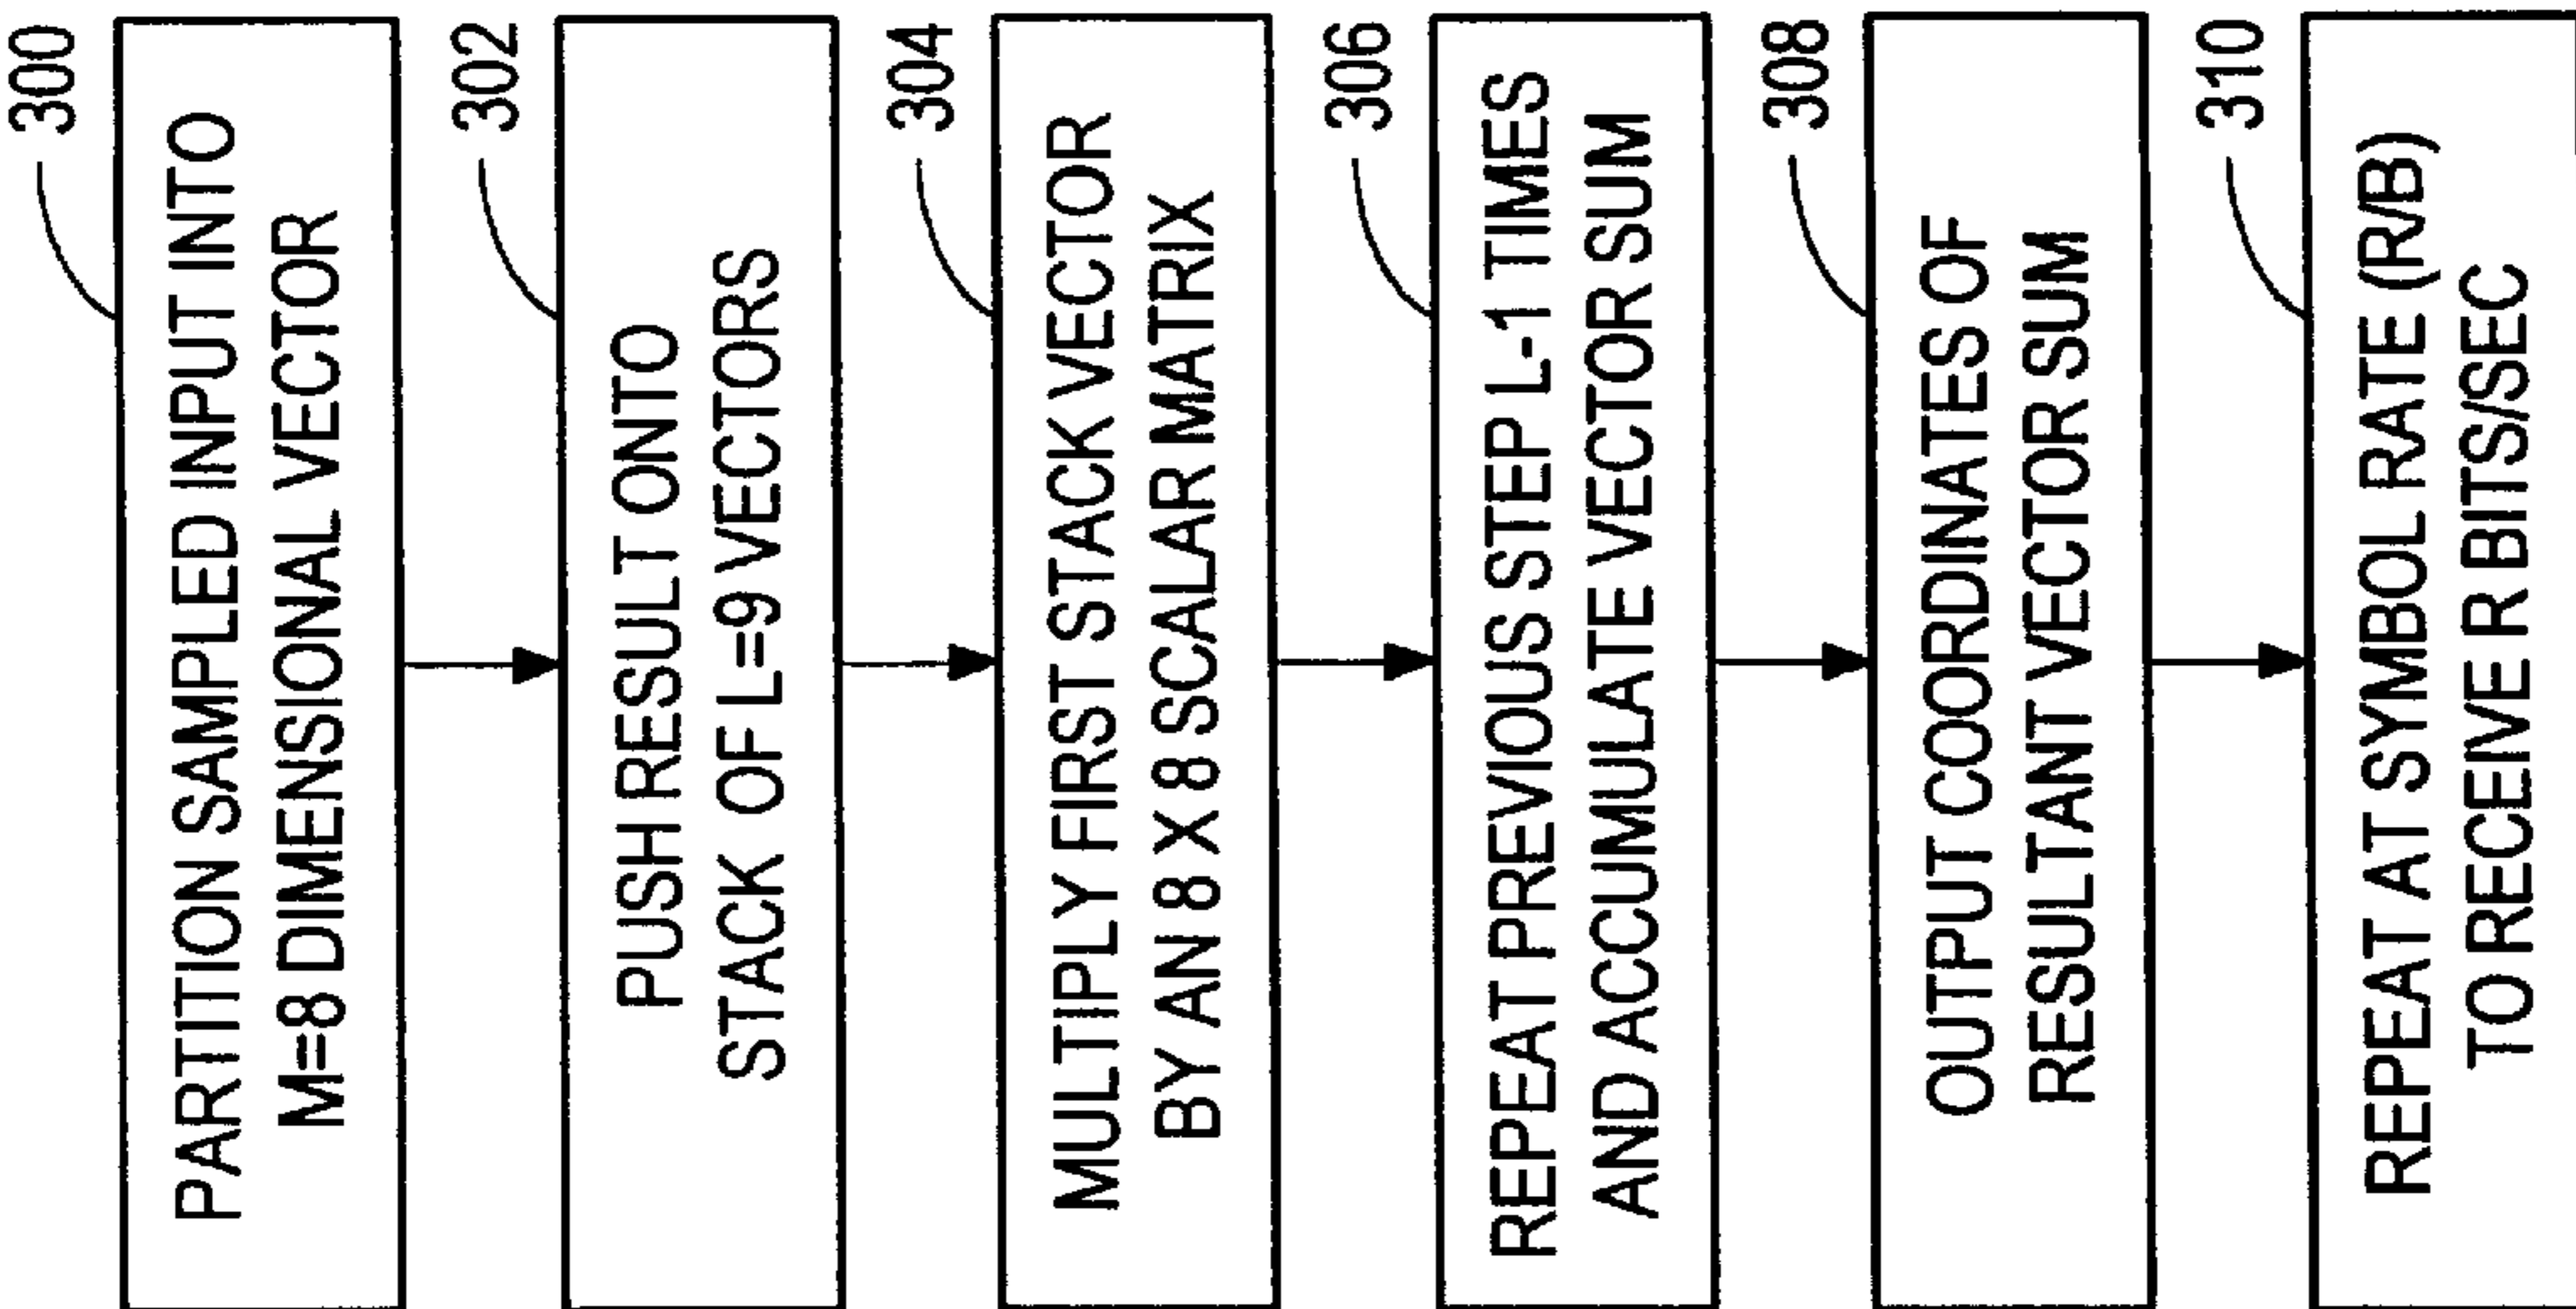 300
PARTITION SAMPLED INPUT INTO
M=8 DIMENSIONAL VECTOR
302
PUSH RESULT ONTO
STACK OF L=9 VECTORS
304
MULTIPLY FIRST STACK VECTOR
BY AN 8 X 8 SCALAR MATRIX
306
REPEAT PREVIOUS STEP L-1 TIMES
AND ACCUMULATE VECTOR SUM
308
OUTPUT COORDINATES OF
RESULTANT VECTOR SUM
310
REPEAT AT SYMBOL RATE (R/B)
TO RECEIVE R BITS/SEC